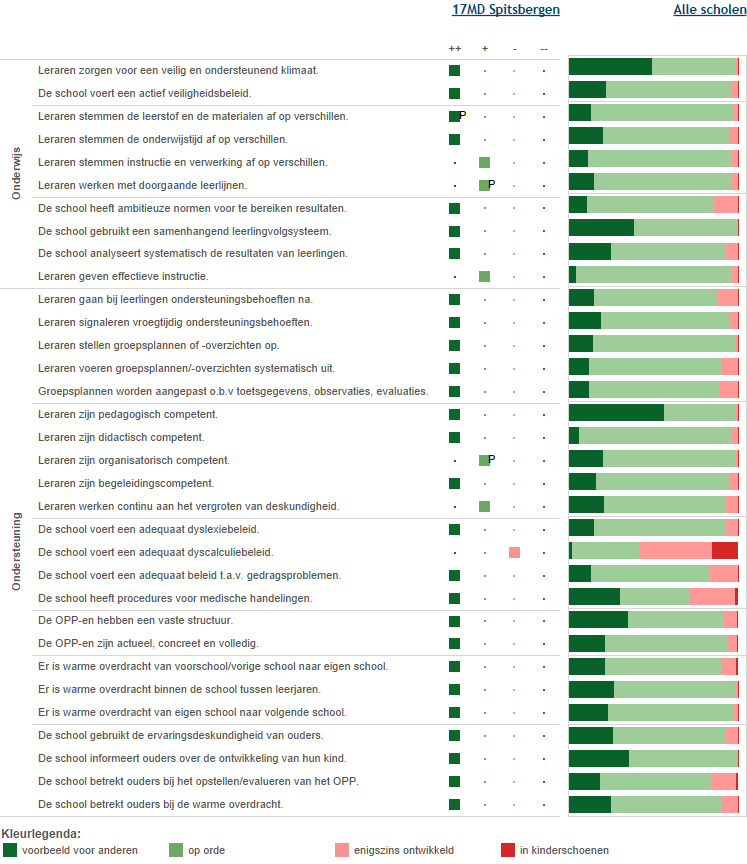 17MD Spitsbergen Alle scholen
++ + - --
Onderwijs
Leraren zorgen voor een veilig en ondersteunend klimaat.
De school voert een actief veiligheidsbeleid.
Leraren stemmen de leerstof en de materialen af op verschillen. P
Leraren stemmen de onderwijstijd af op verschillen.
Leraren stemmen instructie en verwerking af op verschillen.
Leraren werken met doorgaande leerlijnen. P
De school heeft ambitieuze normen voor te bereiken resultaten.
De school gebruikt een samenhangend leerlingvolgsysteem.
De school analyseert systematisch de resultaten van leerlingen.
Leraren geven effectieve instructie.
Ondersteuning
Leraren gaan bij leerlingen ondersteuningsbehoeften na.
Leraren signaleren vroegtijdig ondersteuningsbehoeften.
Leraren stellen groepsplannen of -overzichten op.
Leraren voeren groepsplannen/-overzichten systematisch uit.
Groepsplannen worden aangepast o.b.v toetsgegevens, observaties, evaluaties.
Leraren zijn pedagogisch competent.
Leraren zijn didactisch competent.
Leraren zijn organisatorisch competent. P
Leraren zijn begeleidingscompetent.
Leraren werken continu aan het vergroten van deskundigheid.
De school voert een adequaat dyslexiebeleid.
De school voert een adequaat dyscalculiebeleid.
De school voert een adequaat beleid t.a.v. gedragsproblemen.
De school heeft procedures voor medische handelingen.
De OPP-en hebben een vaste structuur.
De OPP-en zijn actueel, concreet en volledig.
Er is warme overdracht van voorschool/vorige school naar eigen school.
Er is warme overdracht binnen de school tussen leerjaren.
Er is warme overdracht van eigen school naar volgende school.
De school gebruikt de ervaringsdeskundigheid van ouders.
De school informeert ouders over de ontwikkeling van hun kind.
De school betrekt ouders bij het opstellen/evalueren van het OPP.
De school betrekt ouders bij de warme overdracht.
Kleurlegenda:
voorbeeld voor anderen op orde enigszins ontwikkeld in kinderschoenen